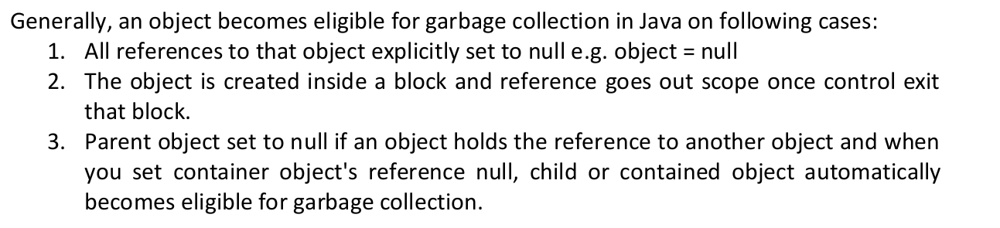 Generally, an object becomes eligible for garbage collection in Java on following cases:
1. All references to that object explicitly set to null e.g. object = null
2. The object is created inside a block and reference goes out scope once control exit
that block.
3. Parent object set to null if an object holds the reference to another object and when
you set container object's reference null, child or contained object automatically
becomes eligible for garbage collection.